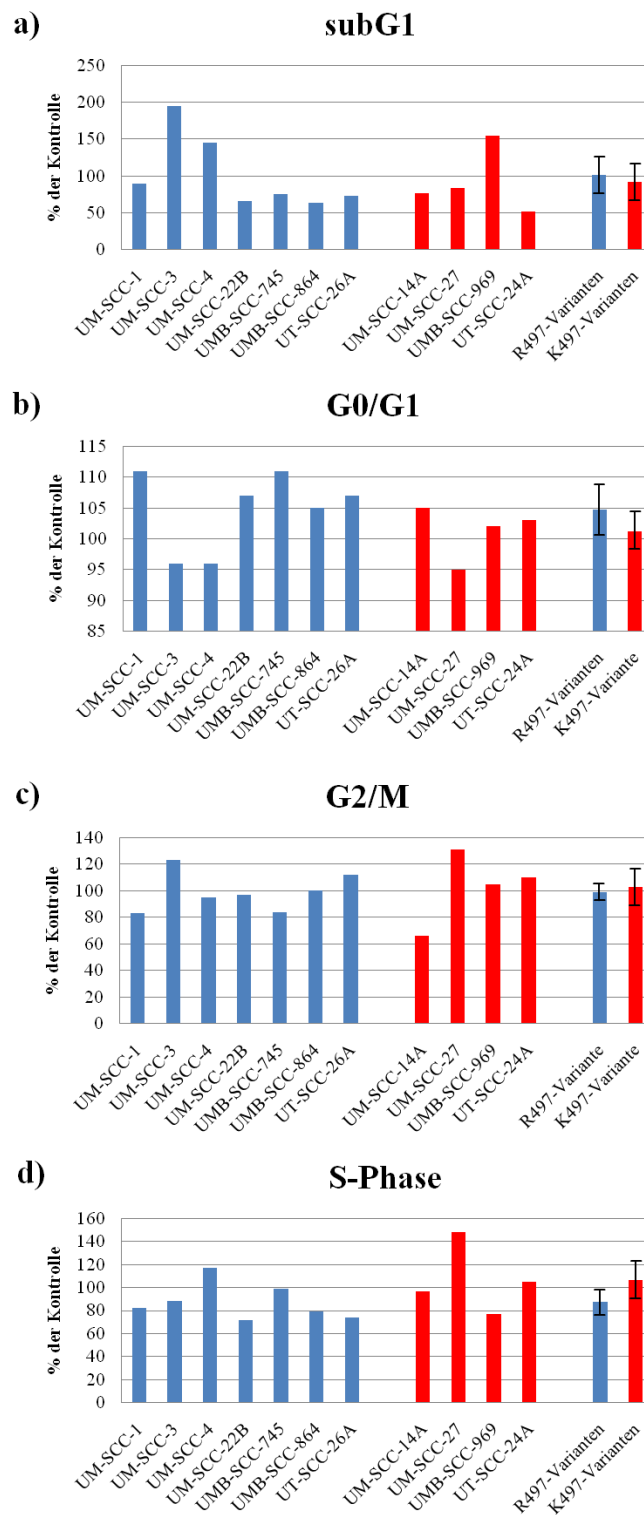 a)
subG1
% der Kontrolle
250
200
150
100
50
0
UM-SCC-1
UM-SCC-3
UM-SCC-4
UM-SCC-22B
UMB-SCC-745
UMB-SCC-864
UT-SCC-26A
UM-SCC-14A
UM-SCC-27
UMB-SCC-969
UT-SCC-24A
R497-Varianten
K497-Varianten
b)
G0/G1
% der Kontrolle
115
110
105
100
95
90
85
UM-SCC-1
UM-SCC-3
UM-SCC-4
UM-SCC-22B
UMB-SCC-745
UMB-SCC-864
UT-SCC-26A
UM-SCC-14A
UM-SCC-27
UMB-SCC-969
UT-SCC-24A
R497-Varianten
K497-Variante
c)
G2/M
% der Kontrolle
140
120
100
80
60
40
20
0
UM-SCC-1
UM-SCC-3
UM-SCC-4
UM-SCC-22B
UMB-SCC-745
UMB-SCC-864
UT-SCC-26A
UM-SCC-14A
UM-SCC-27
UMB-SCC-969
UT-SCC-24A
R497-Variante
K497-Variante
d)
S-Phase
% der Kontrolle
160
140
120
100
80
60
40
20
0
UM-SCC-1
UM-SCC-3
UM-SCC-4
UM-SCC-22B
UMB-SCC-745
UMB-SCC-864
UT-SCC-26A
UM-SCC-14A
UM-SCC-27
UMB-SCC-969
UT-SCC-24A
R497-Varianten
K497-Varianten